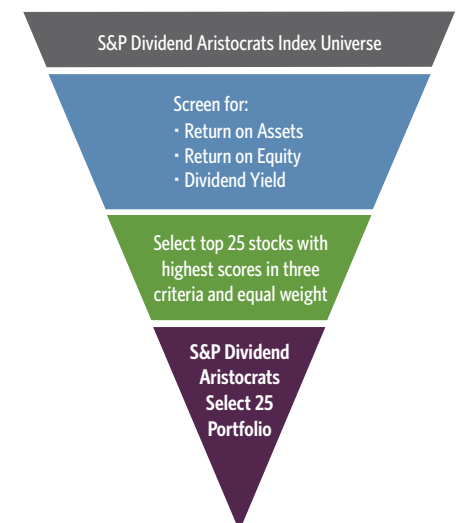 S&P Dividend Aristocrats Index Universe
Screen for:
· Return on Assets
· Return on Equity
· Dividend Yield
Select top 25 stocks with
highest scores in three
criteria and equal weight
S&P Dividend
Aristocrats
Select 25
Portfolio